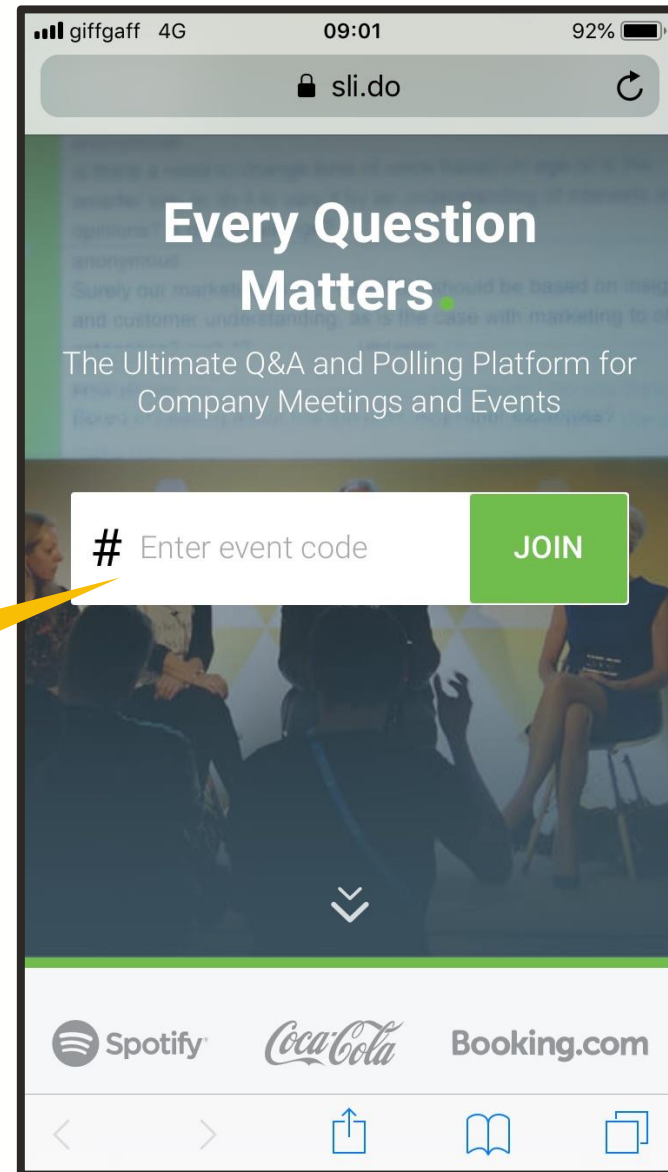 giffgaff 4G 09:01 92%
sli.do
anonymous
Every Question
Matters.
The Ultimate Q&A and Polling Platform for
Company Meetings and Events
# Enter event code JOIN
Spotify Coca-Cola Booking.com